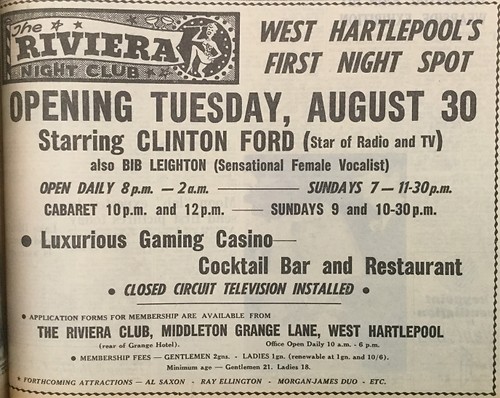 The
RIVIERA
NIGHT CLUB
WEST HARTLEPOOL'S
FIRST NIGHT SPOT
OPENING TUESDAY, AUGUST 30
Starring CLINTON FORD (Star of Radio and TV)
also BIB LEIGHTON (Sensational Female Vocalist)
OPEN DAILY 8 p.m. — 2 a.m. ——— SUNDAYS 7 — 11-30 p.m.
CABARET 10 p.m. and 12 p.m. — SUNDAYS 9 and 10-30 p.m.
• Luxurious Gaming Casino—
Cocktail Bar and Restaurant
• CLOSED CIRCUIT TELEVISION INSTALLED •
• APPLICATION FORMS FOR MEMBERSHIP ARE AVAILABLE FROM
THE RIVIERA CLUB, MIDDLETON GRANGE LANE, WEST HARTLEPOOL
(rear of Grange Hotel). Office Open Daily 10 a.m. - 6 p.m.
• MEMBERSHIP FEES — GENTLEMEN 2gns. - LADIES 1gn. (renewable at 1gn. and 10/6).
Minimum age — Gentlemen 21. Ladies 18.
• FORTHCOMING ATTRACTIONS — AL SAXON - RAY ELLINGTON - MORGAN-JAMES DUO - ETC.